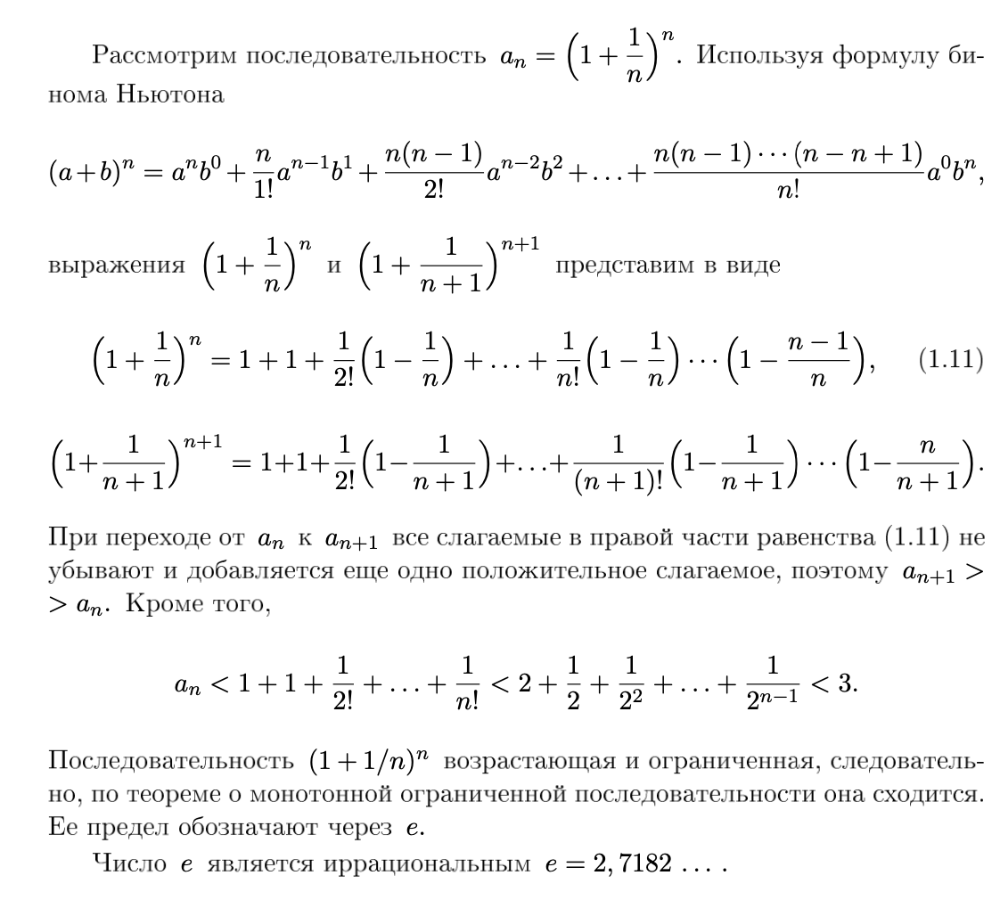 Рассмотрим последовательность $a_n = \left(1 + \frac{1}{n}\right)^n$. Используя формулу би-
нома Ньютона
$(a+b)^n = a^n b^0 + \frac{n}{1!} a^{n-1} b^1 + \frac{n(n-1)}{2!} a^{n-2} b^2 + \ldots + \frac{n(n-1) \cdots (n-n+1)}{n!} a^0 b^n,$
выражения $\left(1 + \frac{1}{n}\right)^n$ и $\left(1 + \frac{1}{n+1}\right)^{n+1}$ представим в виде
$\left(1 + \frac{1}{n}\right)^n = 1 + 1 + \frac{1}{2!}\left(1 - \frac{1}{n}\right) + \ldots + \frac{1}{n!}\left(1 - \frac{1}{n}\right) \cdots \left(1 - \frac{n-1}{n}\right),$ (1.11)
$\left(1 + \frac{1}{n+1}\right)^{n+1} = 1 + 1 + \frac{1}{2!}\left(1 - \frac{1}{n+1}\right) + \ldots + \frac{1}{(n+1)!}\left(1 - \frac{1}{n+1}\right) \cdots \left(1 - \frac{n}{n+1}\right).$
При переходе от $a_n$ к $a_{n+1}$ все слагаемые в правой части равенства (1.11) не
убывают и добавляется еще одно положительное слагаемое, поэтому $a_{n+1} >$
$> a_n$. Кроме того,
$a_n < 1 + 1 + \frac{1}{2!} + \ldots + \frac{1}{n!} < 2 + \frac{1}{2} + \frac{1}{2^2} + \ldots + \frac{1}{2^{n-1}} < 3.$
Последовательность $(1 + 1/n)^n$ возрастающая и ограниченная, следователь-
но, по теореме о монотонной ограниченной последовательности она сходится.
Ее предел обозначают через $e$.
Число $e$ является иррациональным $e = 2,7182 \ldots$ .